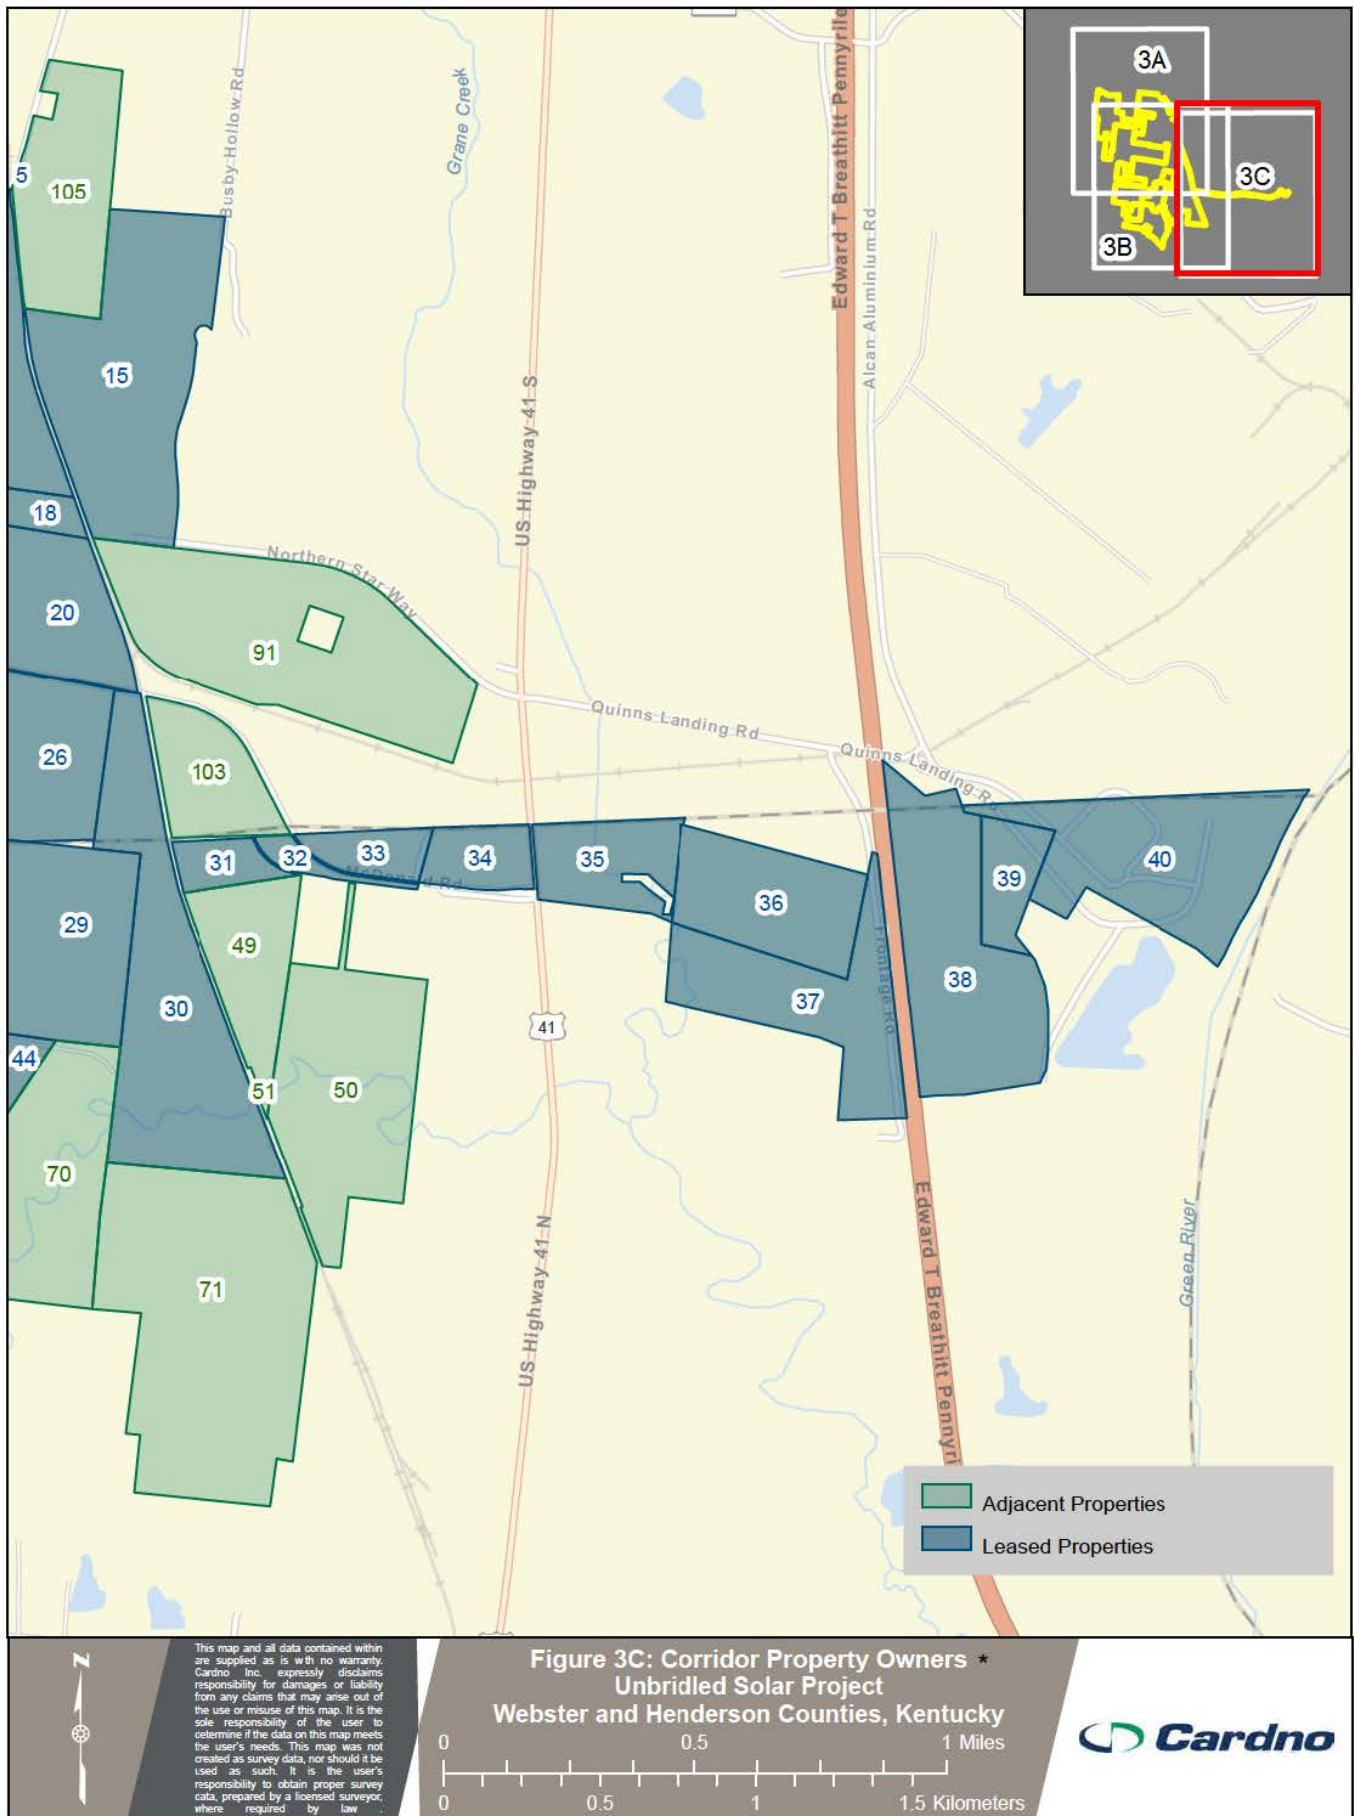 3A
3C
3B
Grane Creek
Busby Hollow Rd
Edward T Breathitt Pennyrile
Alcan Aluminium Rd
5
105
15
US Highway 41 S
18
Northern Star Way
20
91
Quinns Landing Rd
Quinns Landing Rd
26
103
31
32
33
34
35
McDonald Rd
36
39
40
29
49
Frontage Rd
38
37
30
41
44
51
50
70
Edward T Breathitt Pennyri
Green River
US Highway 41 N
71
Adjacent Properties
Leased Properties
N
This map and all data contained within
are supplied as is with no warranty.
Cardno Inc. expressly disclaims
responsibility for damages or liability
from any claims that may arise out of
the use or misuse of this map. It is the
sole responsibility of the user to
determine if the data on this map meets
the user's needs. This map was not
created as survey data, nor should it be
used as such. It is the user's
responsibility to obtain proper survey
data, prepared by a licensed surveyor,
where required by law .
Figure 3C: Corridor Property Owners *
Unbridled Solar Project
Webster and Henderson Counties, Kentucky
0 0.5 1 Miles
0 0.5 1 1.5 Kilometers
Cardno